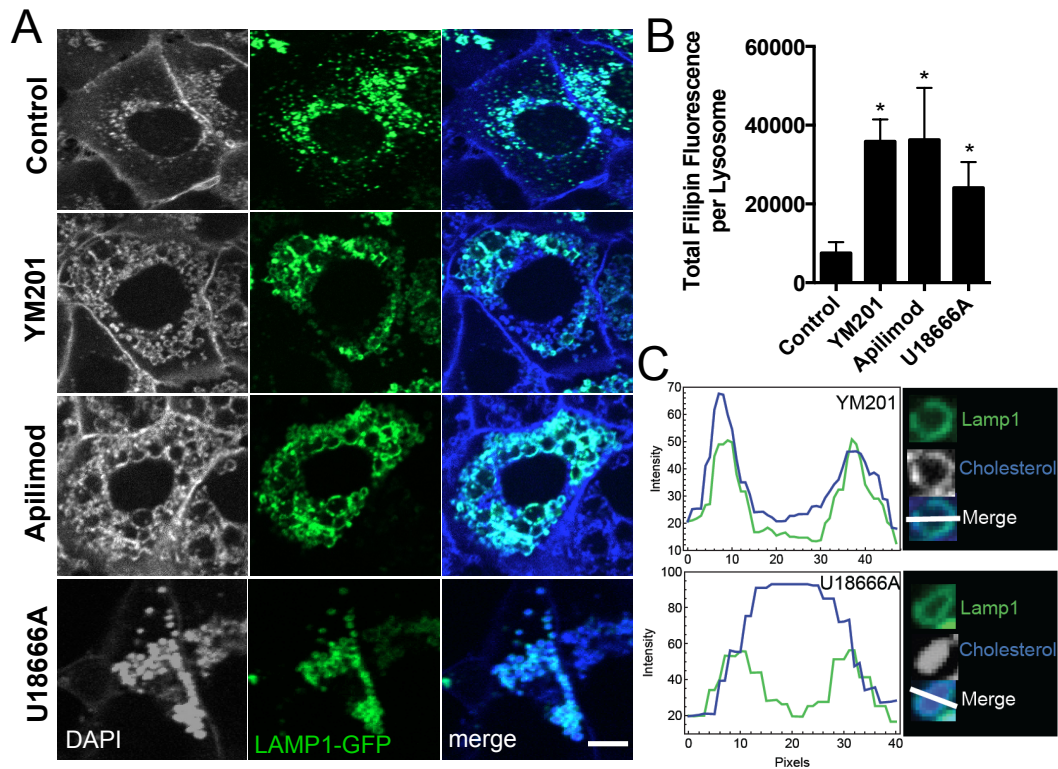 A
Control
YM201
Apilimod
U18666A
DAPI
LAMP1-GFP
merge
B
Total Filipin Fluorescence
per Lysosome
60000
40000
20000
0
*
*
*
Control
YM201
Apilimod
U18666A
C
YM201
Intensity
70
60
50
40
30
20
10
0 10 20 30 40
Lamp1
Cholesterol
Merge
U18666A
Intensity
100
80
60
40
20
0 10 20 30 40
Pixels
Lamp1
Cholesterol
Merge